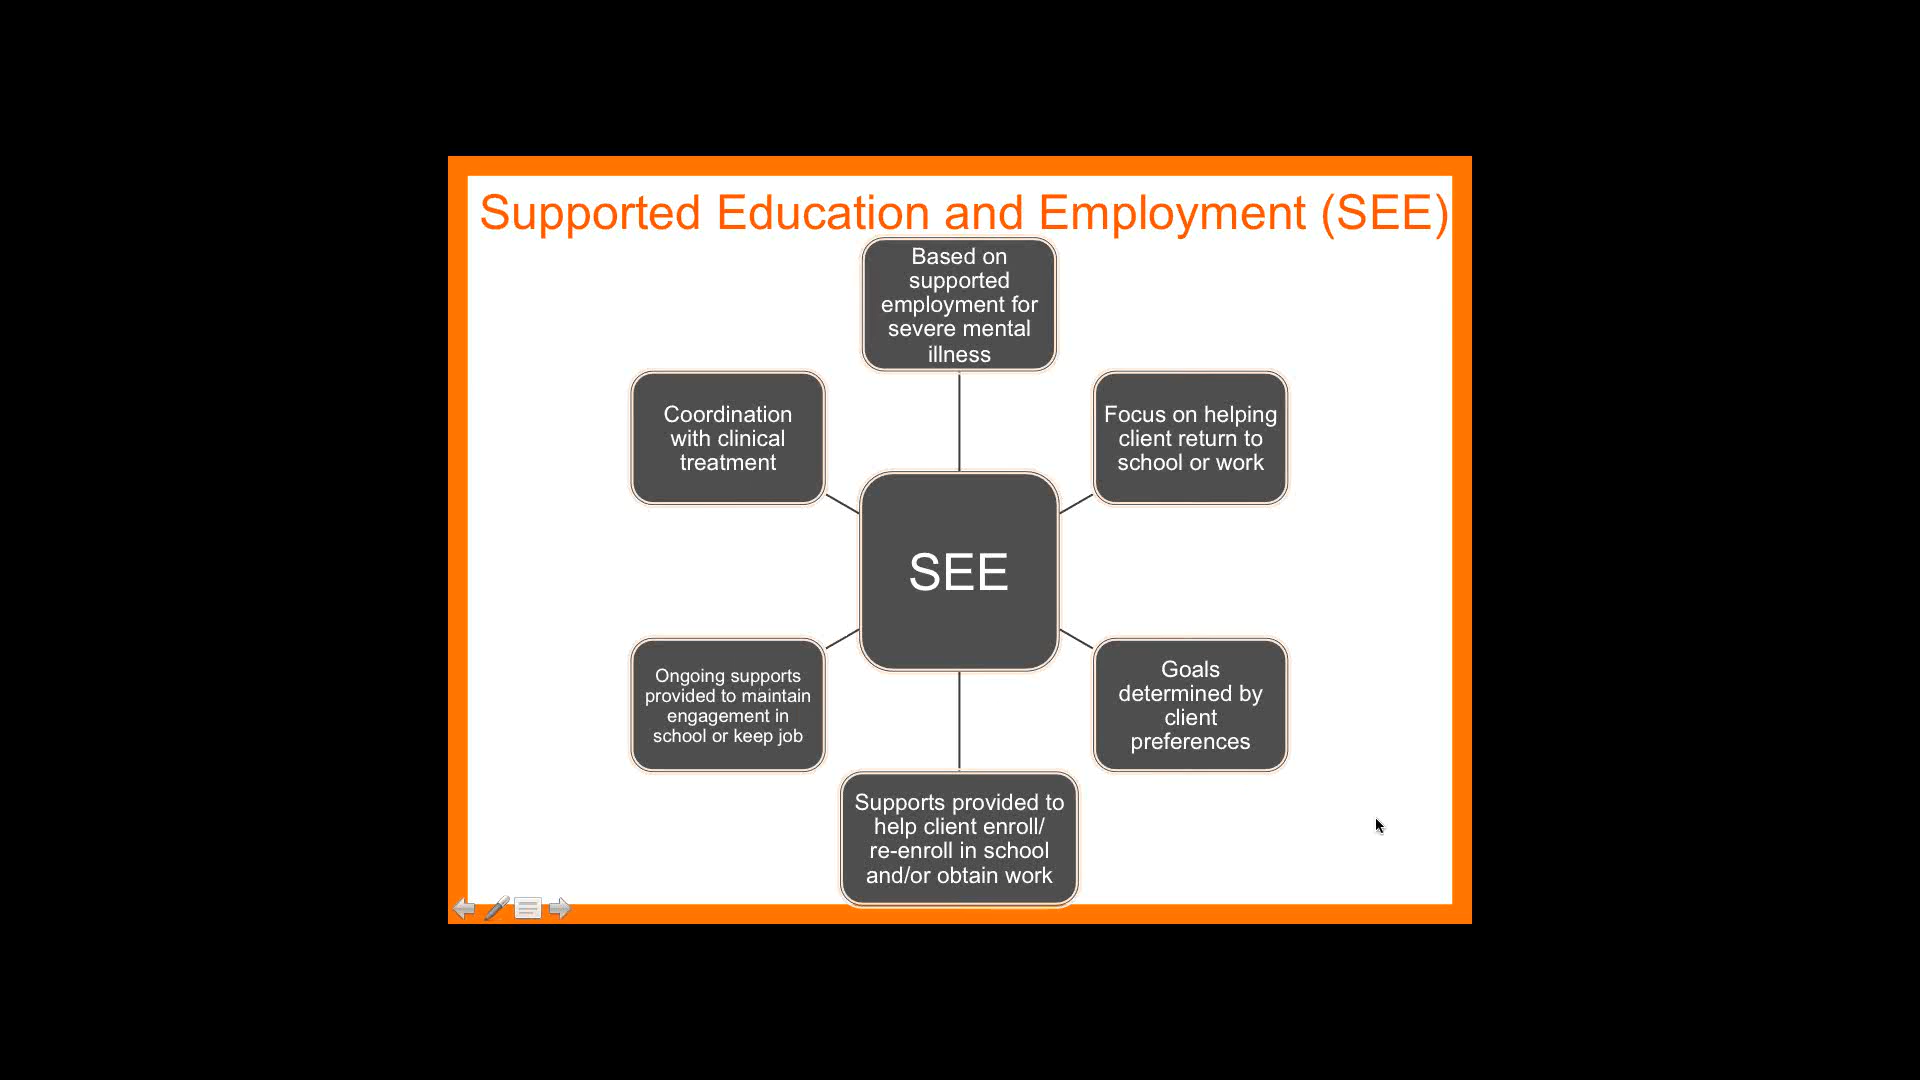 Supported Education and Employment (SEE)
Based on
supported
employment for
severe mental
illness
Coordination
with clinical
treatment
Focus on helping
client return to
school or work
SEE
Ongoing supports
provided to maintain
engagement in
school or keep job
Goals
determined by
client
preferences
Supports provided to
help client enroll/
re-enroll in school
and/or obtain work